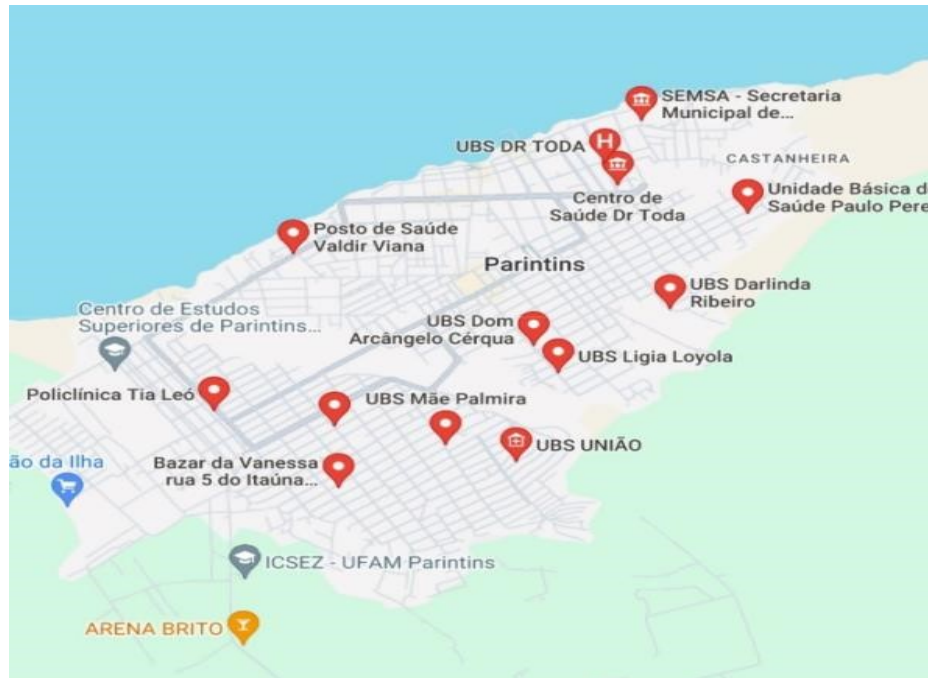 SEMSA - Secretaria
Municipal de...
UBS DR TODA
CASTANHEIRA
Centro de
Saúde Dr Toda
Unidade Básica d
Saúde Paulo Pere
Posto de Saúde
Valdir Viana
Parintins
UBS Darlinda
Ribeiro
Centro de Estudos
Superiores de Parintins...
UBS Dom
Arcângelo Cérqua
UBS Ligia Loyola
Policlínica Tia Leó
UBS Mãe Palmira
UBS UNIÃO
ão da Ilha
Bazar da Vanessa
rua 5 do Itaúna...
ICSEZ - UFAM Parintins
ARENA BRITO